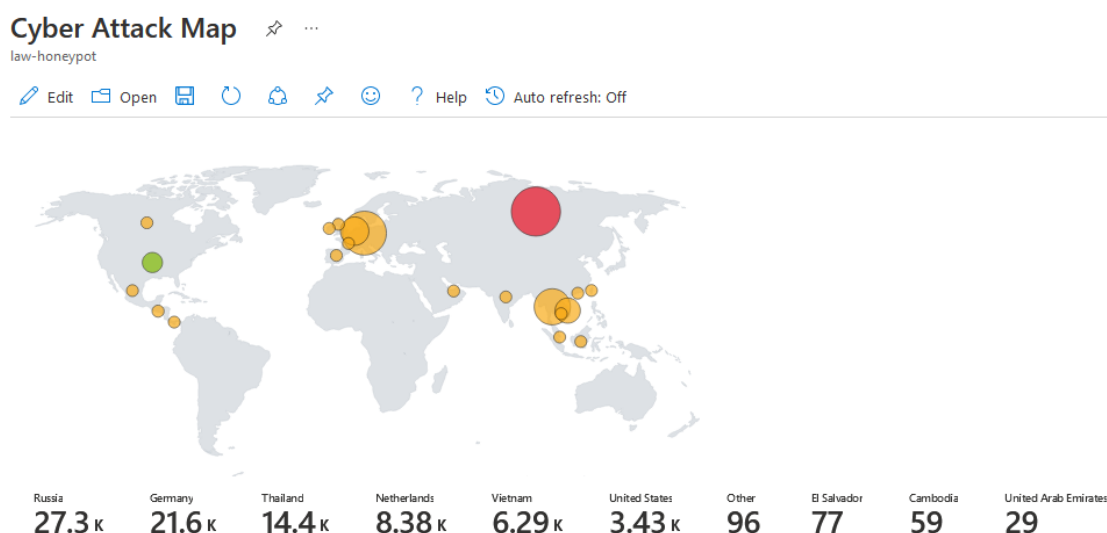 Cyber Attack Map
law-honeypot
Edit Open ? Help Auto refresh: Off
Russia Germany Thailand Netherlands Vietnam United States Other El Salvador Cambodia United Arab Emirates
27.3 K 21.6 K 14.4 K 8.38 K 6.29 K 3.43 K 96 77 59 29